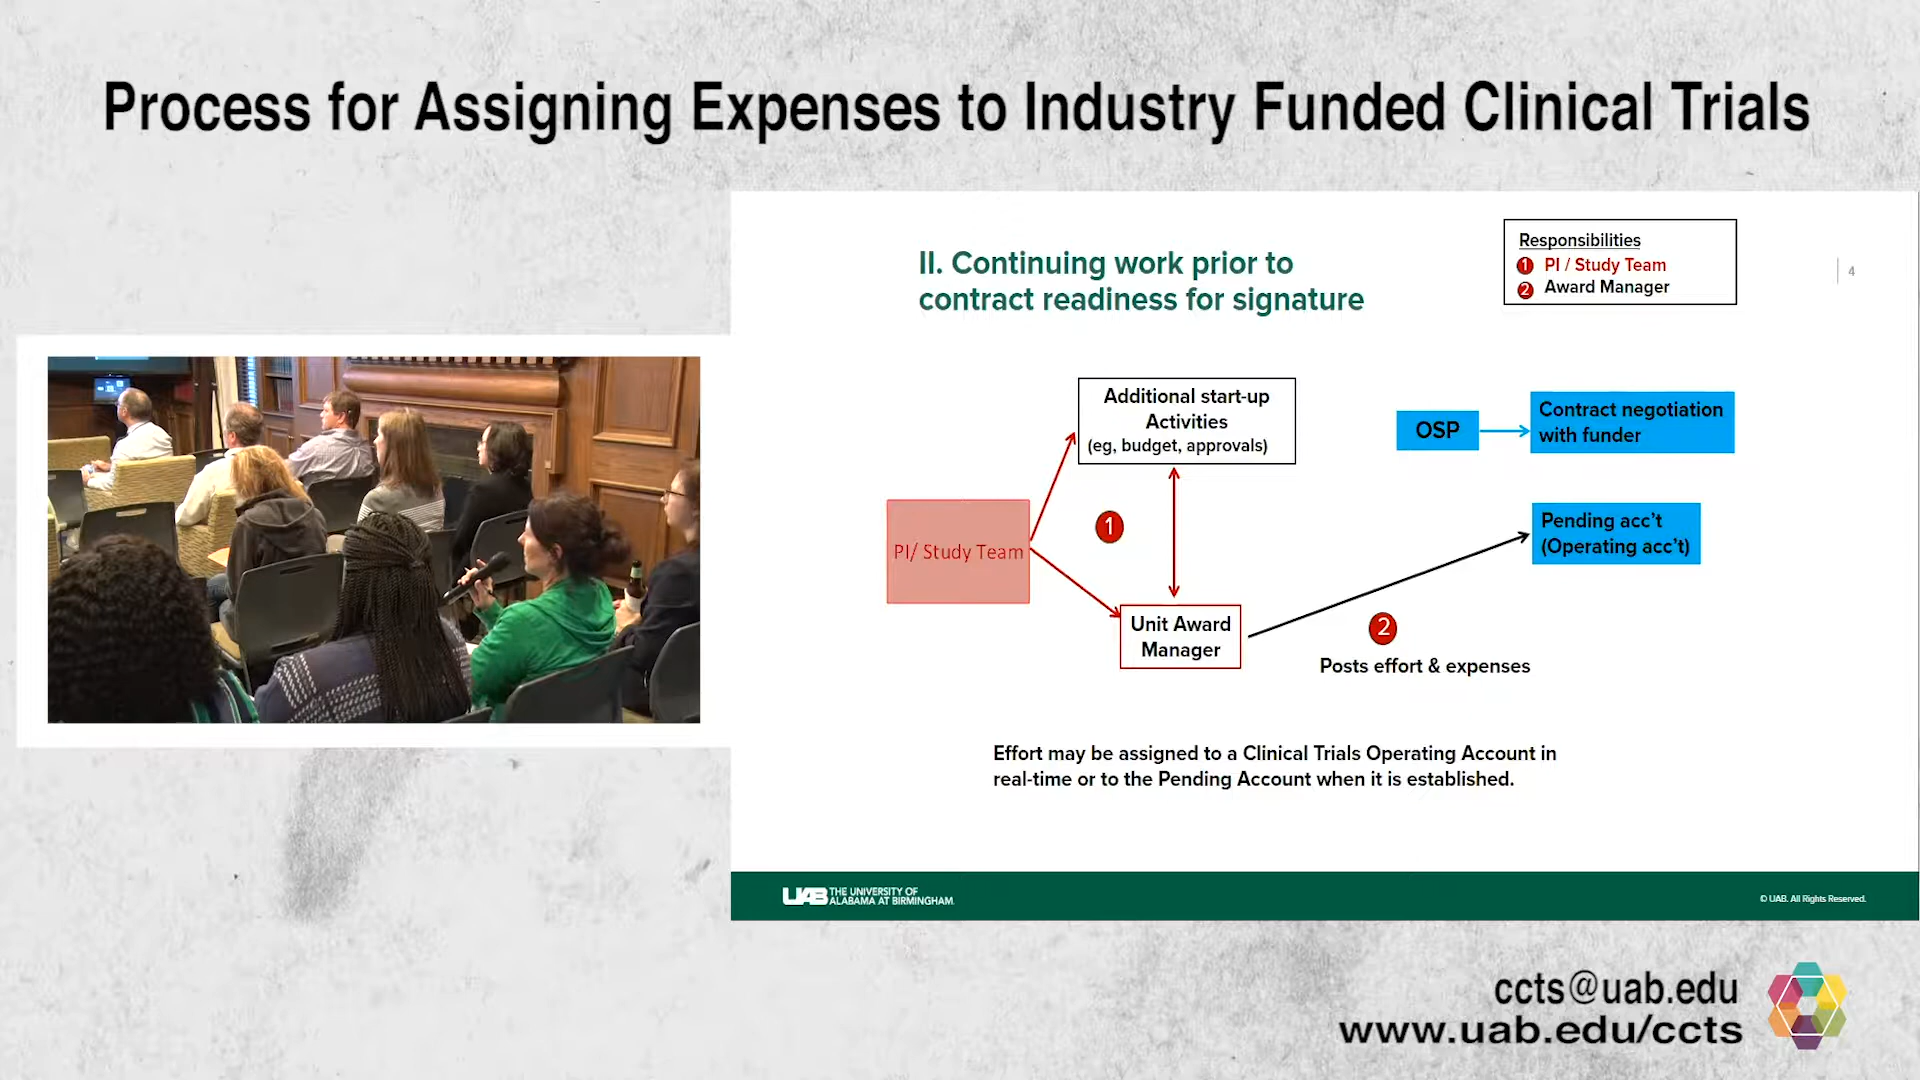 Process for Assigning Expenses to Industry Funded Clinical Trials
II. Continuing work prior to
contract readiness for signature
Responsibilities
1 PI / Study Team
2 Award Manager
4
Additional start-up
Activities
(eg, budget, approvals)
OSP
Contract negotiation
with funder
PI/ Study Team
1
Pending acc't
(Operating acc't)
Unit Award
Manager
2
Posts effort & expenses
Effort may be assigned to a Clinical Trials Operating Account in
real-time or to the Pending Account when it is established.
UAB THE UNIVERSITY OF
ALABAMA AT BIRMINGHAM
© UAB. All Rights Reserved.
ccts@uab.edu
www.uab.edu/ccts